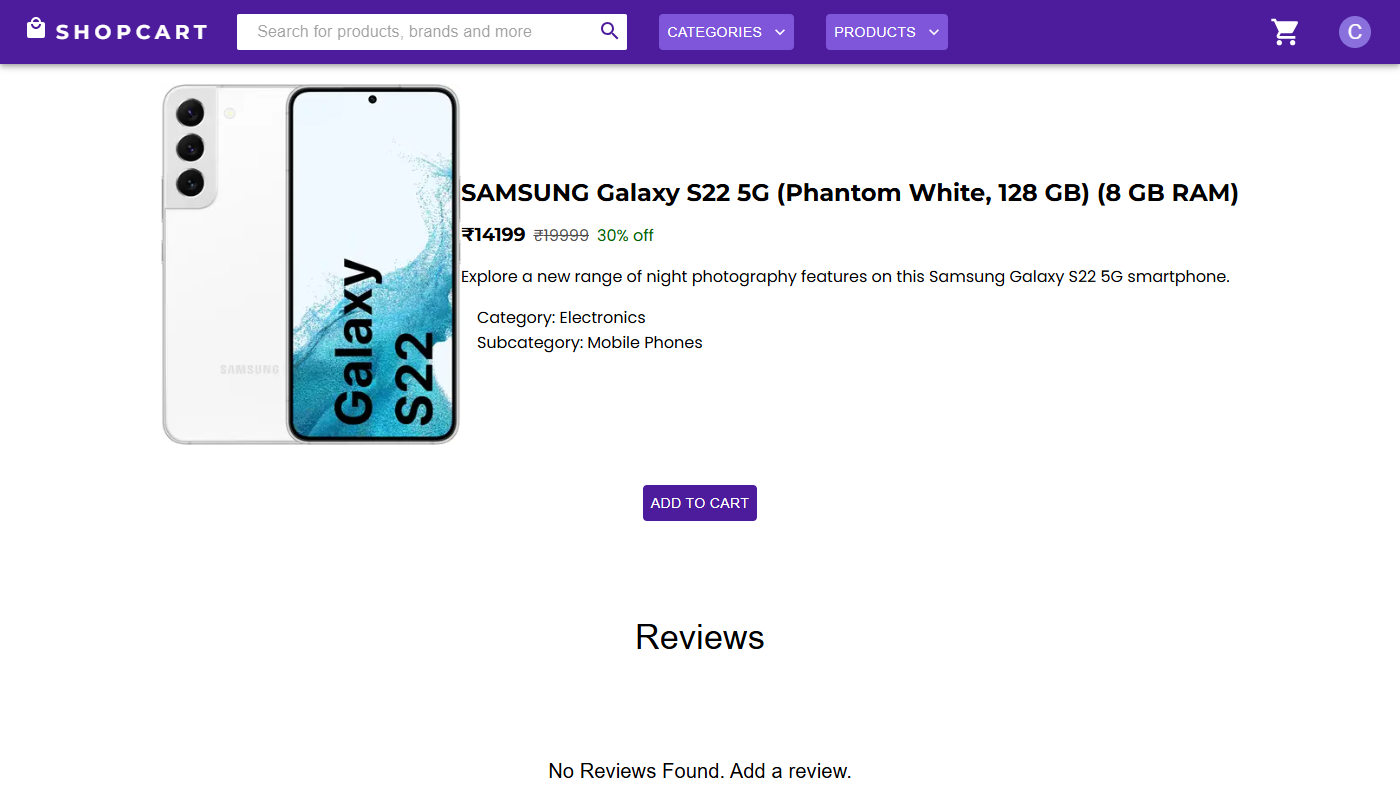 SHOPCART
Search for products, brands and more
CATEGORIES
PRODUCTS
C
SAMSUNG
Galaxy
S22
SAMSUNG Galaxy S22 5G (Phantom White, 128 GB) (8 GB RAM)
₹14199 ₹19999 30% off
Explore a new range of night photography features on this Samsung Galaxy S22 5G smartphone.
Category: Electronics
Subcategory: Mobile Phones
ADD TO CART
Reviews
No Reviews Found. Add a review.